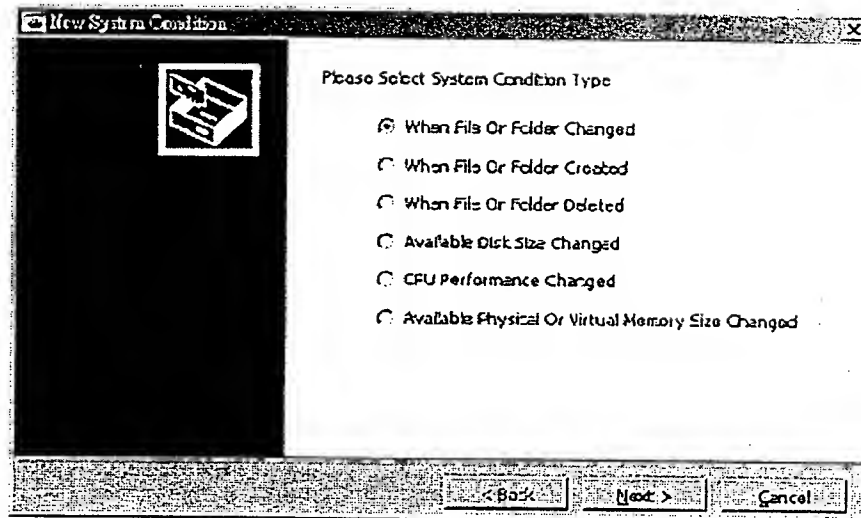 New System Condition
Please Select System Condition Type
When File Or Folder Changed
When File Or Folder Created
When File Or Folder Deleted
Available Disk Size Changed
CPU Performance Changed
Available Physical Or Virtual Memory Size Changed
< Back
Next >
Cancel